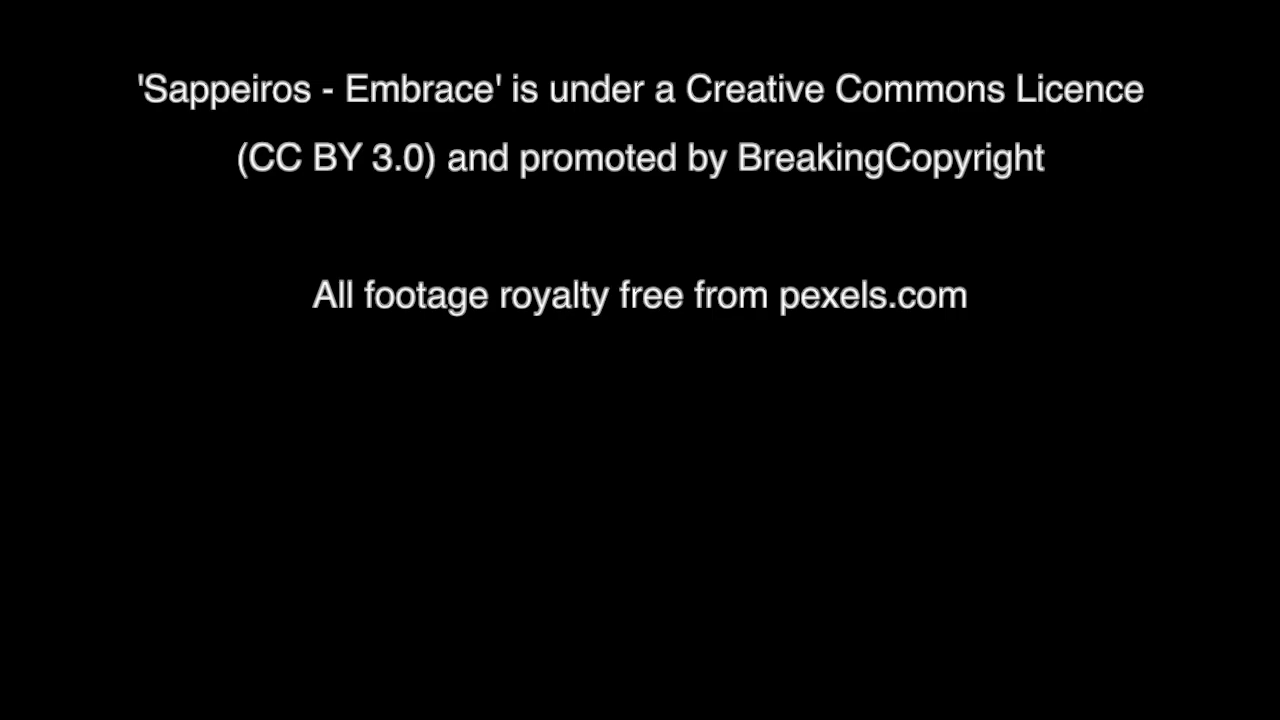 'Sappeiros - Embrace' is under a Creative Commons Licence
(CC BY 3.0) and promoted by BreakingCopyright
All footage royalty free from pexels.com